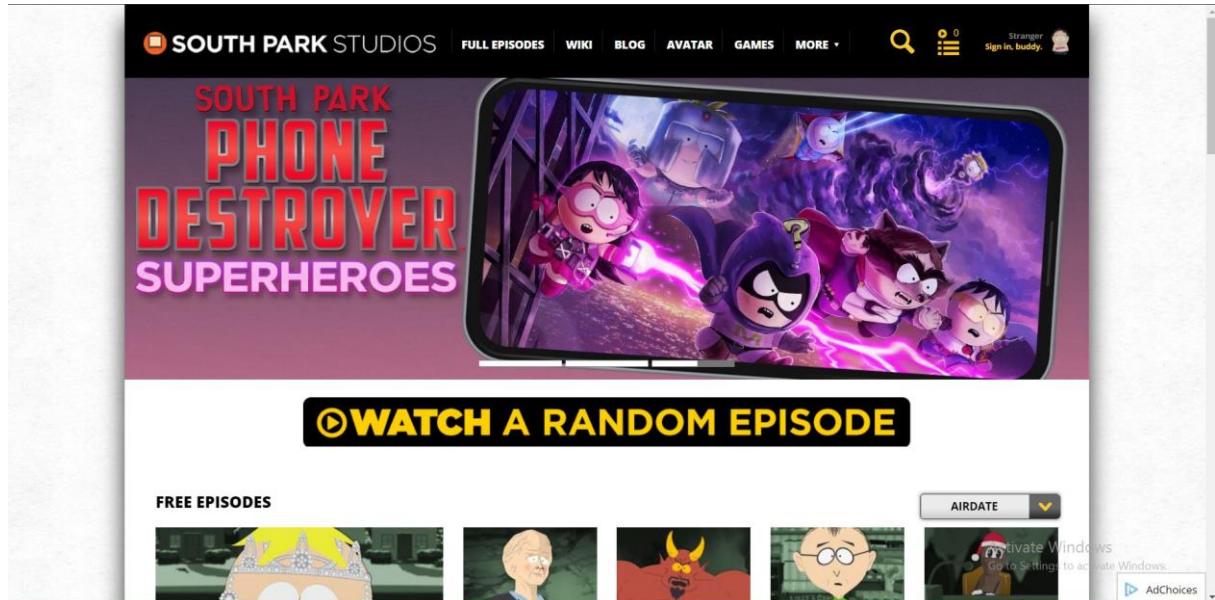 SOUTH PARK STUDIOS
FULL EPISODES
WIKI
BLOG
AVATAR
GAMES
MORE
0
Stranger
Sign in, buddy.
SOUTH PARK
PHONE
DESTROYER
SUPERHEROES
?
M
WATCH A RANDOM EPISODE
FREE EPISODES
AIRDATE
Activate Windows
Go to Settings to activate Windows.
AdChoices